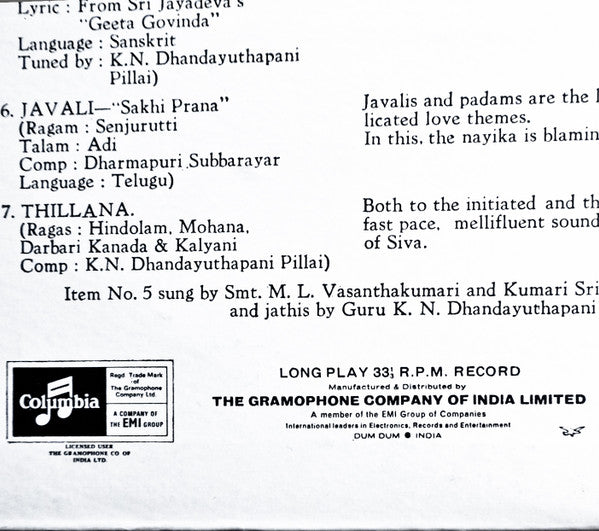 Lyric : From Sri Jayadeva's
"Geeta Govinda"
Language : Sanskrit
Tuned by : K.N. Dhandayuthapani
Pillai)
6. JAVALI—"Sakhi Prana"
(Ragam : Senjurutti
Talam : Adi
Comp : Dharmapuri Subbarayar
Language : Telugu)
Javalis and padams are the
licated love themes.
In this, the nayika is blamin
7. THILLANA.
(Ragas : Hindolam, Mohana,
Darbari Kanada & Kalyani
Comp : K.N. Dhandayuthapani Pillai)
Both to the initiated and th
fast pace, mellifluent sound
of Siva.
Item No. 5 sung by Smt. M. L. Vasanthakumari and Kumari Sri
and jathis by Guru K. N. Dhandayuthapani
Columbia
Regd. Trade Mark
of
The Gramophone
Company Ltd.
A COMPANY OF
THE EMI GROUP
LICENSED USER
THE GRAMOPHONE CO OF
INDIA LTD.
LONG PLAY 33⅓ R.P.M. RECORD
Manufactured & Distributed by
THE GRAMOPHONE COMPANY OF INDIA LIMITED
A member of the EMI Group of Companies
International leaders in Electronics, Records and Entertainment
DUM DUM ● INDIA